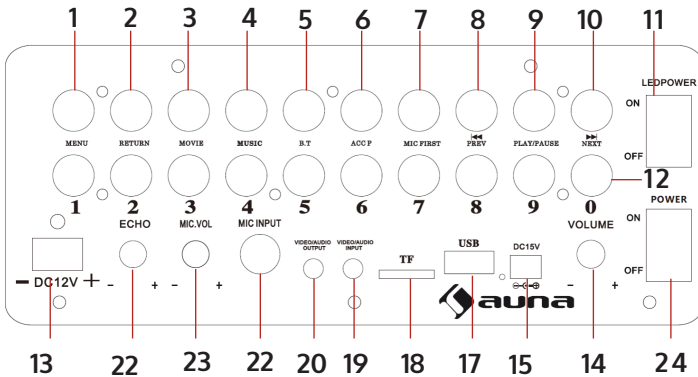 1 2 3 4 5 6 7 8 9 10 11
LEDPOWER
ON
MENU RETURN MOVIE MUSIC B.T ACC P MIC FIRST PREV PLAY/PAUSE NEXT
OFF
12
1 2 3 4 5 6 7 8 9 0
POWER
ECHO MIC.VOL MIC INPUT VIDEO/AUDIO OUTPUT VIDEO/AUDIO INPUT TF USB DC15V VOLUME
ON
OFF
- DC12V +
- + - + - +
auna
13 22 23 22 20 19 18 17 15 14 24